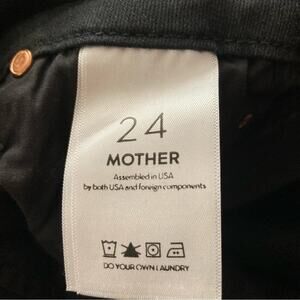 24
MOTHER
Assembled in USA
by both USA and foreign components
DO YOUR OWN LAUNDRY